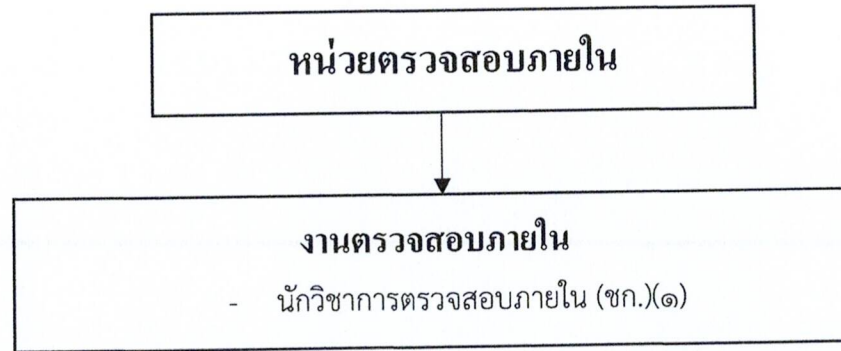 หน่วยตรวจสอบภายใน
งานตรวจสอบภายใน
- นักวิชาการตรวจสอบภายใน (ชก.)(๑)